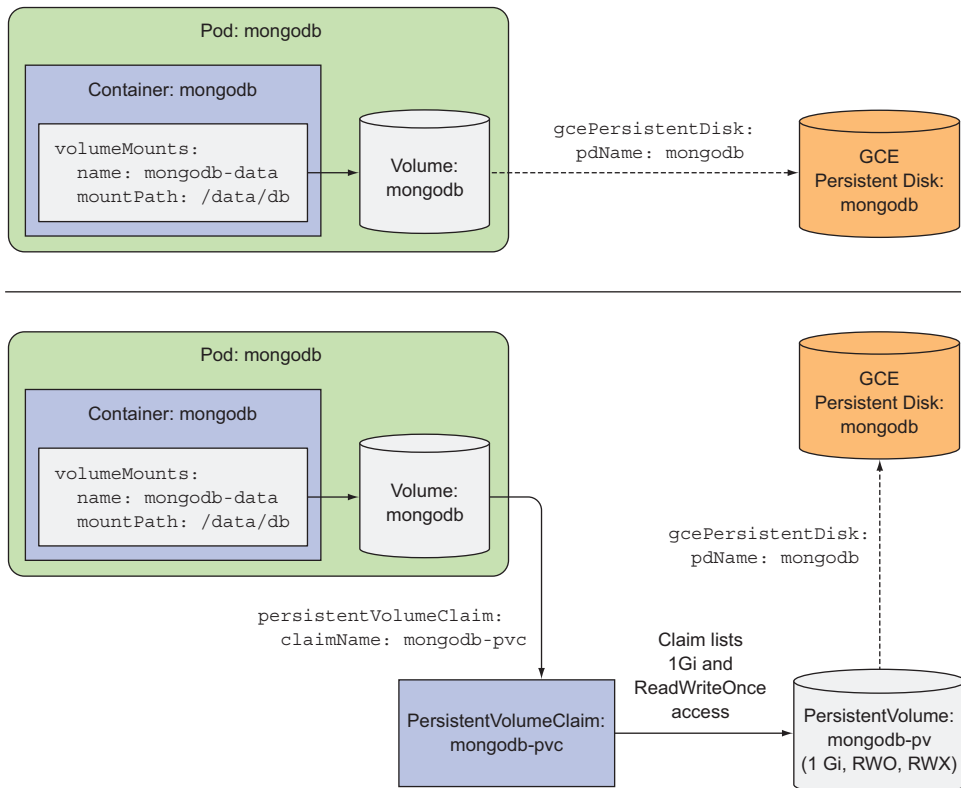 Pod: mongodb
Container: mongodb
volumeMounts:
name: mongodb-data
mountPath: /data/db
Volume:
mongodb
gcePersistentDisk:
pdName: mongodb
GCE
Persistent Disk:
mongodb
Pod: mongodb
Container: mongodb
volumeMounts:
name: mongodb-data
mountPath: /data/db
Volume:
mongodb
GCE
Persistent Disk:
mongodb
gcePersistentDisk:
pdName: mongodb
persistentVolumeClaim:
claimName: mongodb-pvc
PersistentVolumeClaim:
mongodb-pvc
Claim lists
1Gi and
ReadWriteOnce
access
PersistentVolume:
mongodb-pv
(1 Gi, RWO, RWX)